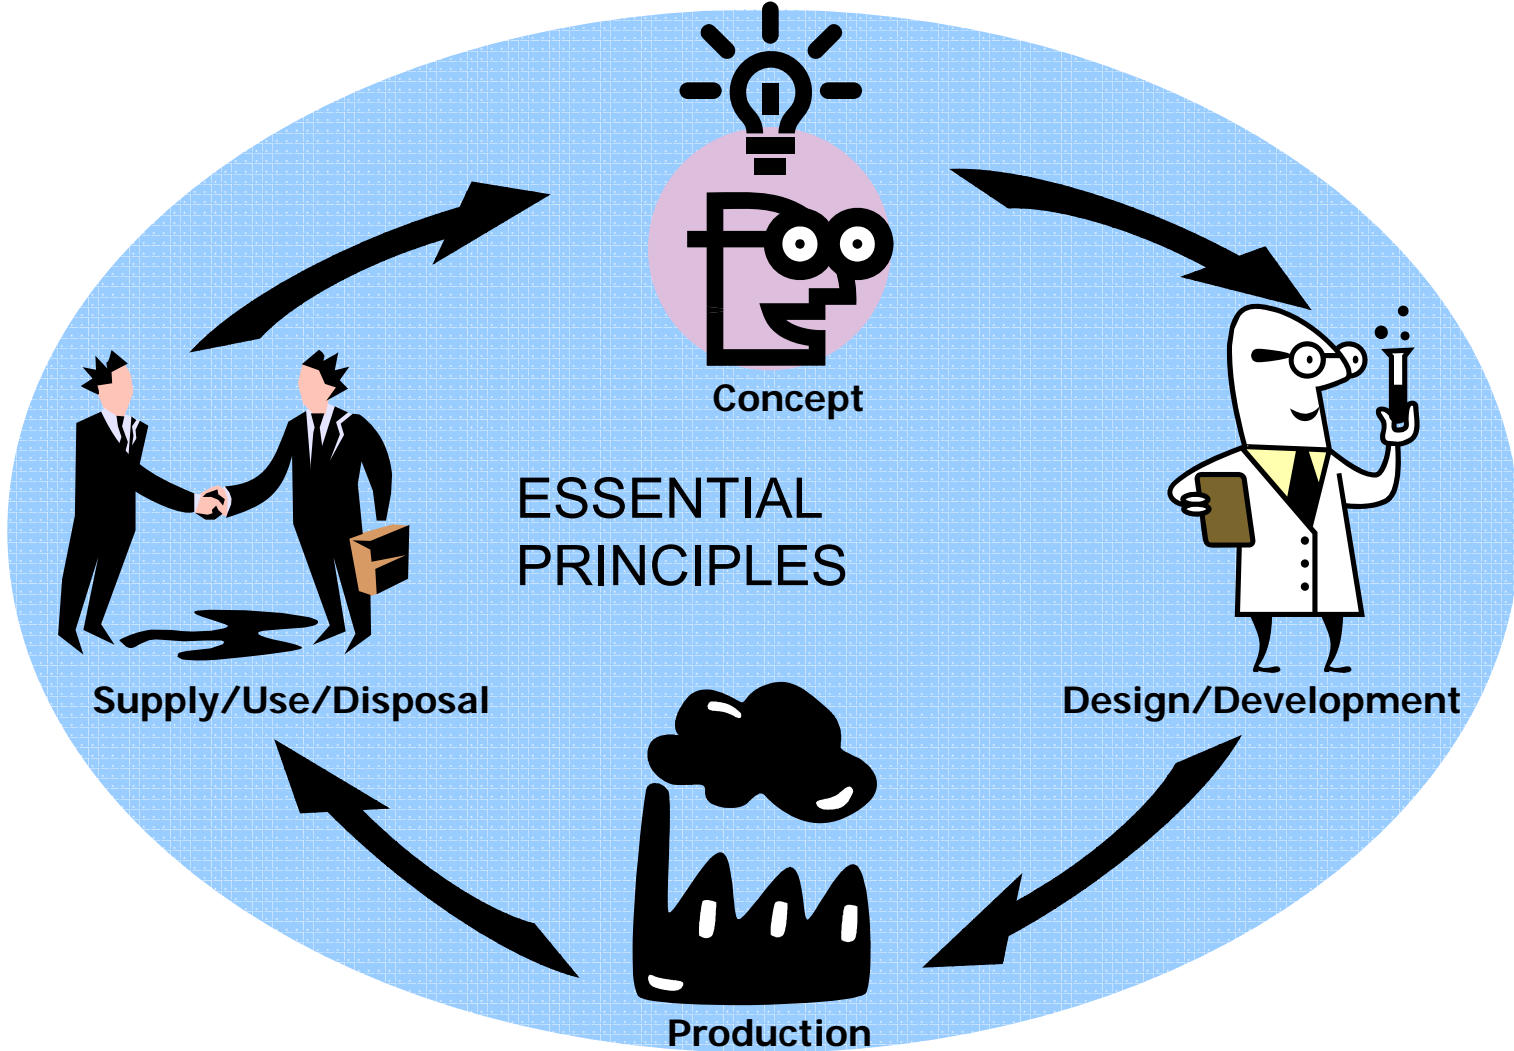 Concept
ESSENTIAL
PRINCIPLES
Supply/Use/Disposal
Design/Development
Production